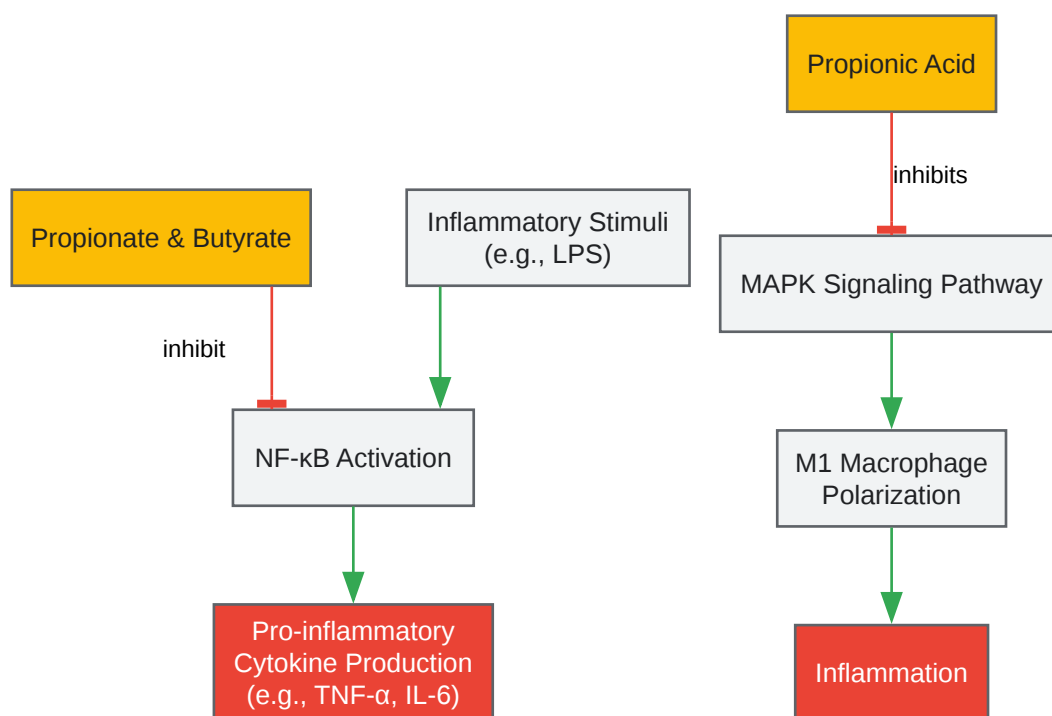 Propionic Acid
inhibits
Propionate & Butyrate
Inflammatory Stimuli
(e.g., LPS)
MAPK Signaling Pathway
inhibit
NF-κB Activation
M1 Macrophage
Polarization
Pro-inflammatory
Cytokine Production
(e.g., TNF-α, IL-6)
Inflammation